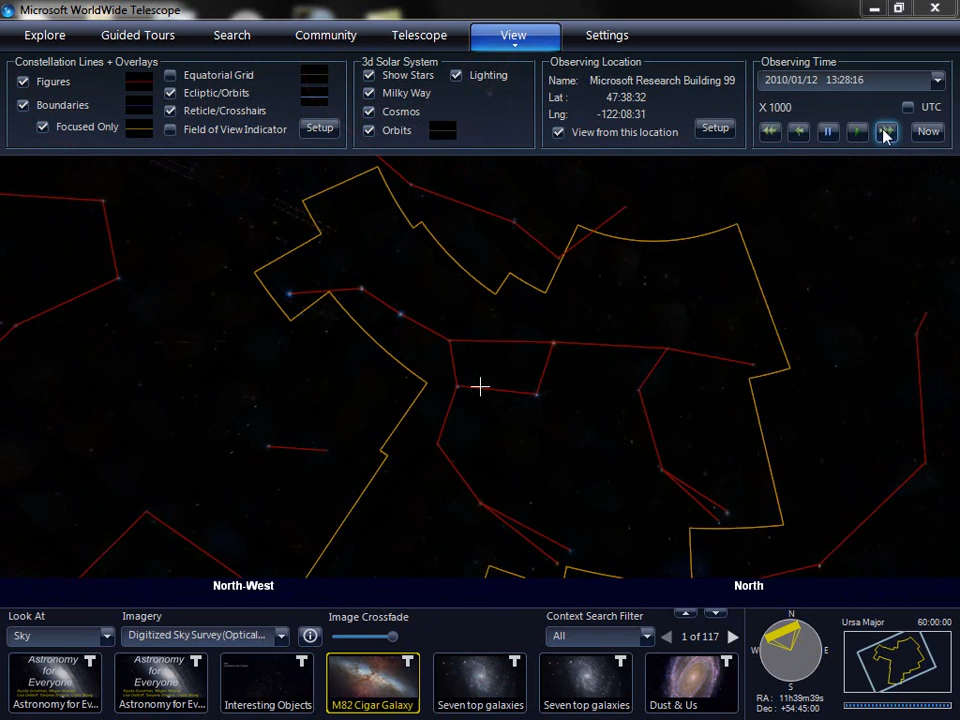 Microsoft WorldWide Telescope
Explore Guided Tours Search Community Telescope View Settings
Constellation Lines + Overlays
Figures
Boundaries
Focused Only
Equatorial Grid
Ecliptic/Orbits
Reticle/Crosshairs
Field of View Indicator
Setup
3d Solar System
Show Stars
Lighting
Milky Way
Cosmos
Orbits
Observing Location
Name: Microsoft Research Building 99
Lat : 47:38:32
Lng: -122:08:31
View from this location
Setup
Observing Time
2010/01/12 13:28:16
X 1000
UTC
Now
North-West North
Look At
Sky
Imagery
Digitized Sky Survey (Optical...
Image Crossfade
Context Search Filter
All
1 of 117
Astronomy for Everyone
Astronomy for Ev...
Astronomy for Everyone
Astronomy for Ev...
Interesting Objects
M82 Cigar Galaxy
Seven top galaxies
Seven top galaxies
Dust & Us
N
W E
S
RA : 11h39m39s
Dec : +54:45:00
Ursa Major 60:00:00